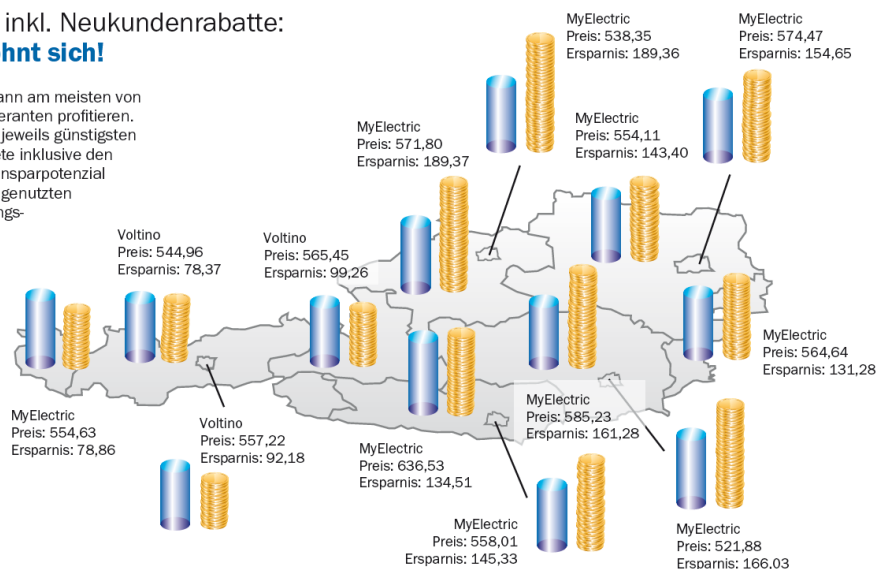 inkl. Neukundenrabatte:
hnt sich!
ann am meisten von
eranten profitieren.
jeweils günstigsten
ete inklusive den
nsparpotenzial
genutzten
ngs-
MyElectric
Preis: 538,35
Ersparnis: 189,36
MyElectric
Preis: 574,47
Ersparnis: 154,65
MyElectric
Preis: 571,80
Ersparnis: 189,37
MyElectric
Preis: 554,11
Ersparnis: 143,40
Voltino
Preis: 544,96
Ersparnis: 78,37
Voltino
Preis: 565,45
Ersparnis: 99,26
MyElectric
Preis: 564,64
Ersparnis: 131,28
MyElectric
Preis: 554,63
Ersparnis: 78,86
Voltino
Preis: 557,22
Ersparnis: 92,18
MyElectric
Preis: 636,53
Ersparnis: 134,51
MyElectric
Preis: 585,23
Ersparnis: 161,28
MyElectric
Preis: 558,01
Ersparnis: 145,33
MyElectric
Preis: 521,88
Ersparnis: 166,03